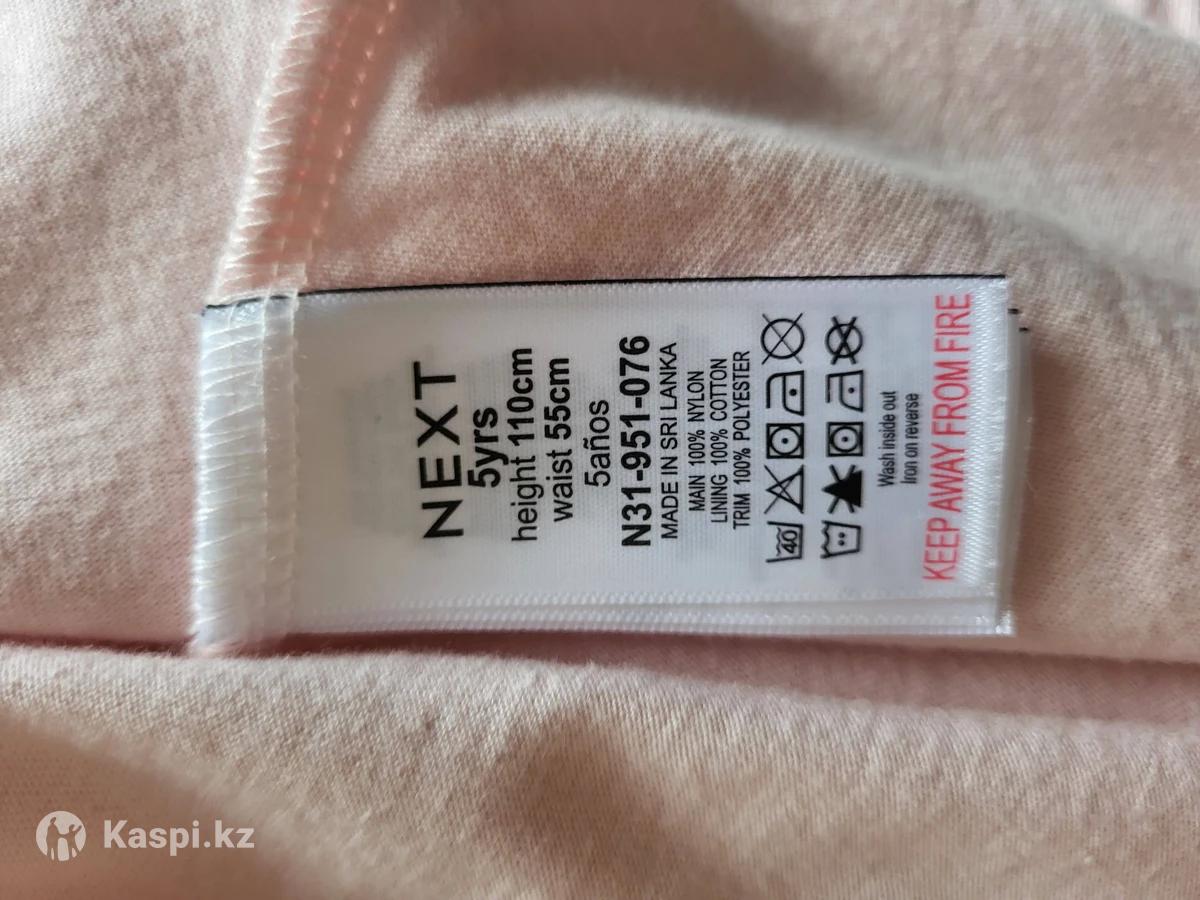 NEXT
5yrs
height 110cm
waist 55cm
5años
N31-951-076
MADE IN SRI LANKA
MAIN 100% NYLON
LINING 100% COTTON
TRIM 100% POLYESTER
40
Wash inside out
Iron on reverse
KEEP AWAY FROM FIRE
Kaspi.kz